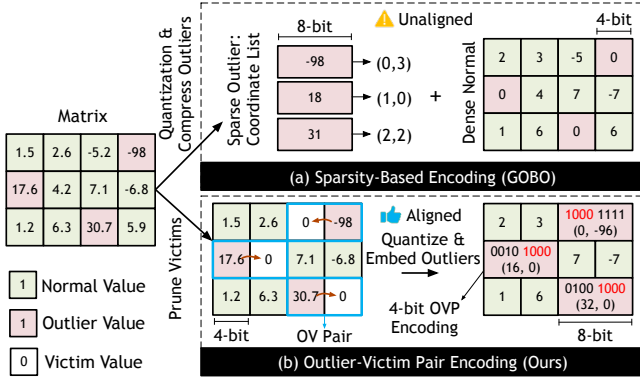 Matrix
1.5 2.6 -5.2 -98
17.6 4.2 7.1 -6.8
1.2 6.3 30.7 5.9
1 Normal Value
1 Outlier Value
0 Victim Value
Quantization &
Compress Outliers
Prune Victims
Sparse Outlier:
Coordinate List
8-bit
-98 (0,3)
18 (1,0)
31 (2,2)
Unaligned
+
Dense Normal
4-bit
2 3 -5 0
0 4 7 -7
1 6 0 6
(a) Sparsity-Based Encoding (GOBO)
1.5 2.6 0 -98
17.6 0 7.1 -6.8
1.2 6.3 30.7 0
4-bit
OV Pair
Aligned
Quantize &
Embed Outliers
4-bit OVP
Encoding
2 3 1000 1111
(0, -96)
0010 1000
(16, 0)
7 -7
1 6 0100 1000
(32, 0)
8-bit
(b) Outlier-Victim Pair Encoding (Ours)